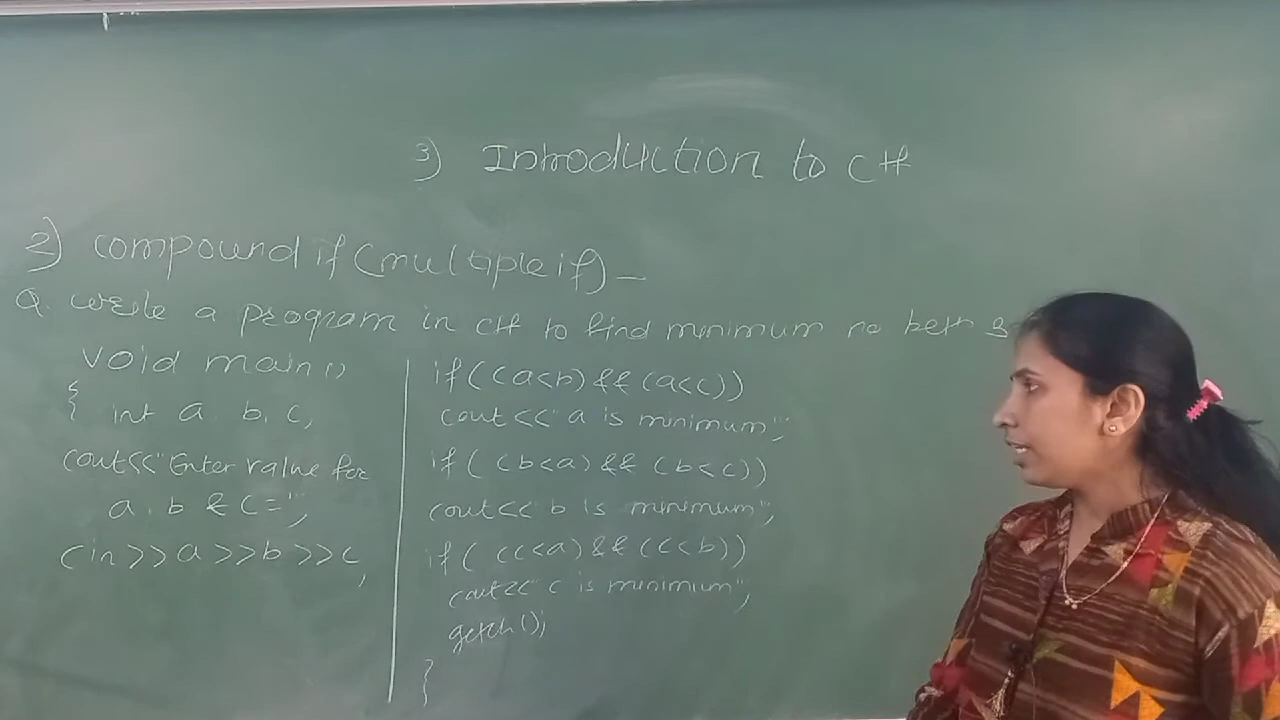 3) Introduction to C++
2) compound if (multiple if) –
Q. write a program in C++ to find minimum no betn 3
void main()
{ int a, b, c;
cout<<"Enter value for
a, b & c=";
cin>>a>>b>>c;
if((a<b)&&(a<c))
cout<<"a is minimum";
if((b<a)&&(b<c))
cout<<"b is minimum";
if((c<a)&&(c<b))
cout<<"c is minimum";
getch();
}